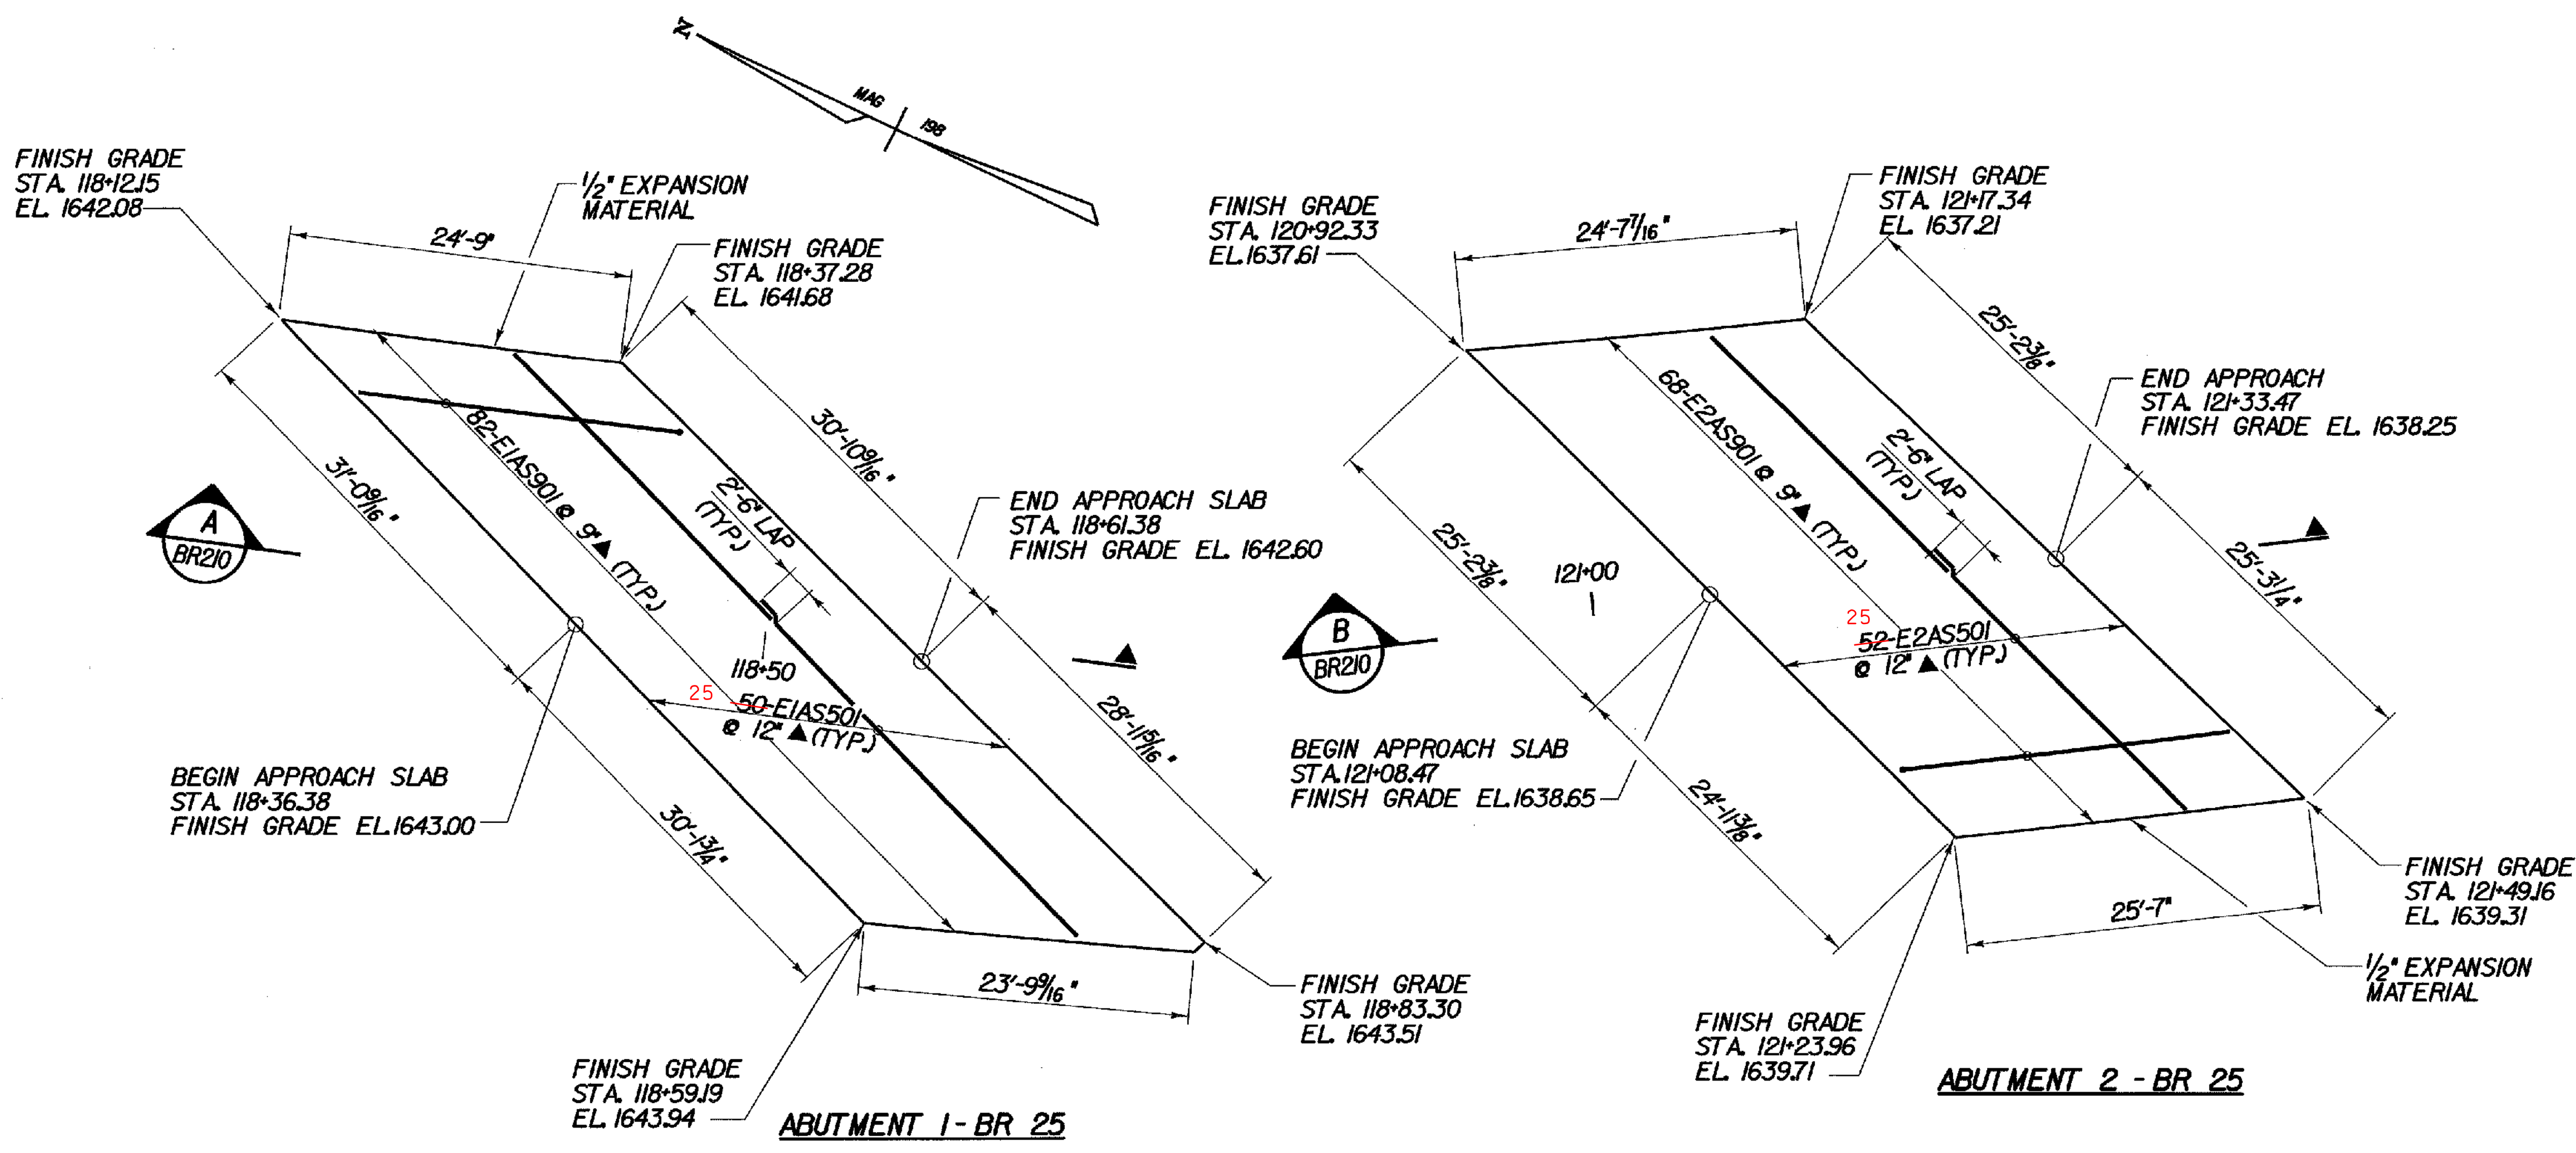 N
MAG
198
FINISH GRADE
STA. 118+12.15
EL. 1642.08
1/2" EXPANSION
MATERIAL
24'-9"
FINISH GRADE
STA. 118+37.28
EL. 1641.68
31'-0 9/16"
82-E1AS901 @ 9" ▲ (TYP.)
30'-10 9/16"
2'-6" LAP
(TYP.)
A
BR210
END APPROACH SLAB
STA. 118+61.38
FINISH GRADE EL. 1642.60
118+50
25
50-E1AS501
@ 12" ▲ (TYP.)
28'-11 5/16"
BEGIN APPROACH SLAB
STA. 118+36.38
FINISH GRADE EL. 1643.00
30'-1 3/4"
23'-9 9/16"
FINISH GRADE
STA. 118+83.30
EL. 1643.51
FINISH GRADE
STA. 118+59.19
EL. 1643.94
ABUTMENT 1 - BR 25
FINISH GRADE
STA. 120+92.33
EL. 1637.61
24'-7 7/16"
FINISH GRADE
STA. 121+17.34
EL. 1637.21
25'-2 3/8"
68-E2AS901 @ 9" ▲ (TYP.)
2'-6" LAP
(TYP.)
END APPROACH
STA. 121+33.47
FINISH GRADE EL. 1638.25
25'-2 3/8"
121+00
B
BR210
25
52-E2AS501
@ 12" ▲ (TYP.)
25'-3 1/4"
BEGIN APPROACH SLAB
STA. 121+08.47
FINISH GRADE EL. 1638.65
24'-11 3/8"
25'-7"
FINISH GRADE
STA. 121+49.16
EL. 1639.31
1/2" EXPANSION
MATERIAL
FINISH GRADE
STA. 121+23.96
EL. 1639.71
ABUTMENT 2 - BR 25